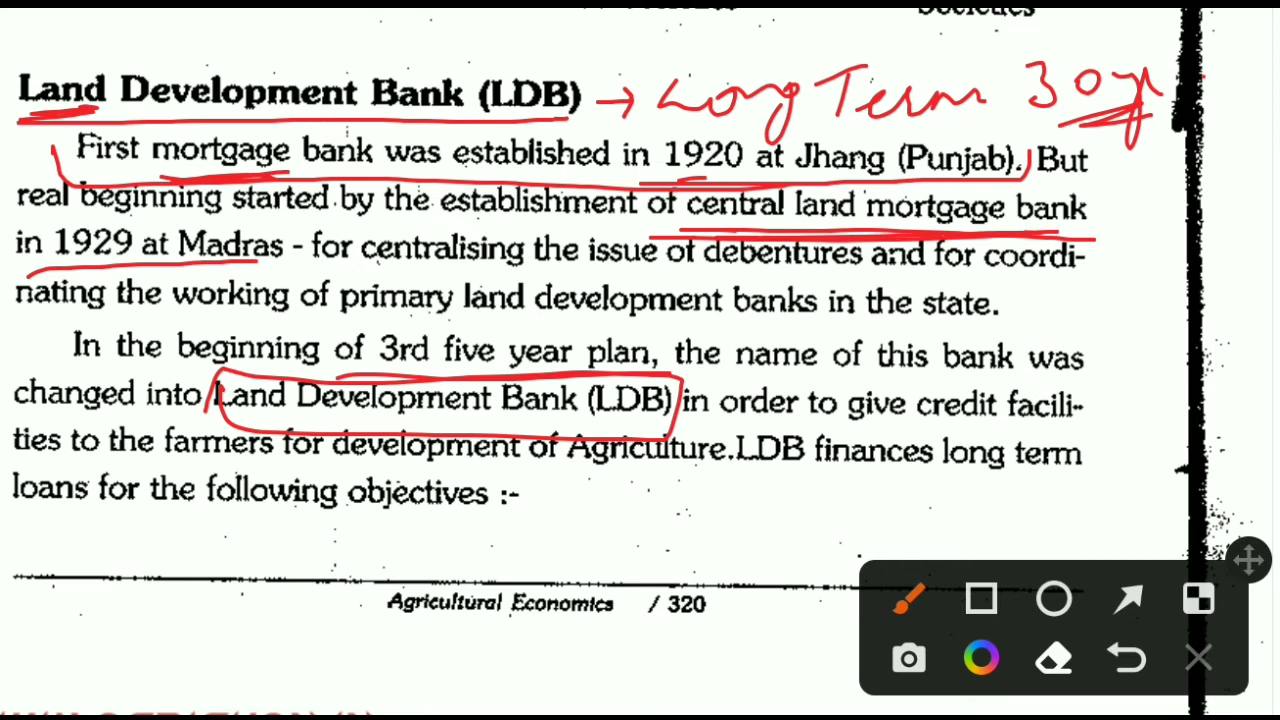 Societies
Land Development Bank (LDB) → Long Term 30 yr
First mortgage bank was established in 1920 at Jhang (Punjab). But
real beginning started by the establishment of central land mortgage bank
in 1929 at Madras - for centralising the issue of debentures and for coordi-
nating the working of primary land development banks in the state.
In the beginning of 3rd five year plan, the name of this bank was
changed into Land Development Bank (LDB) in order to give credit facili-
ties to the farmers for development of Agriculture.LDB finances long term
loans for the following objectives :-
Agricultural Economics / 320